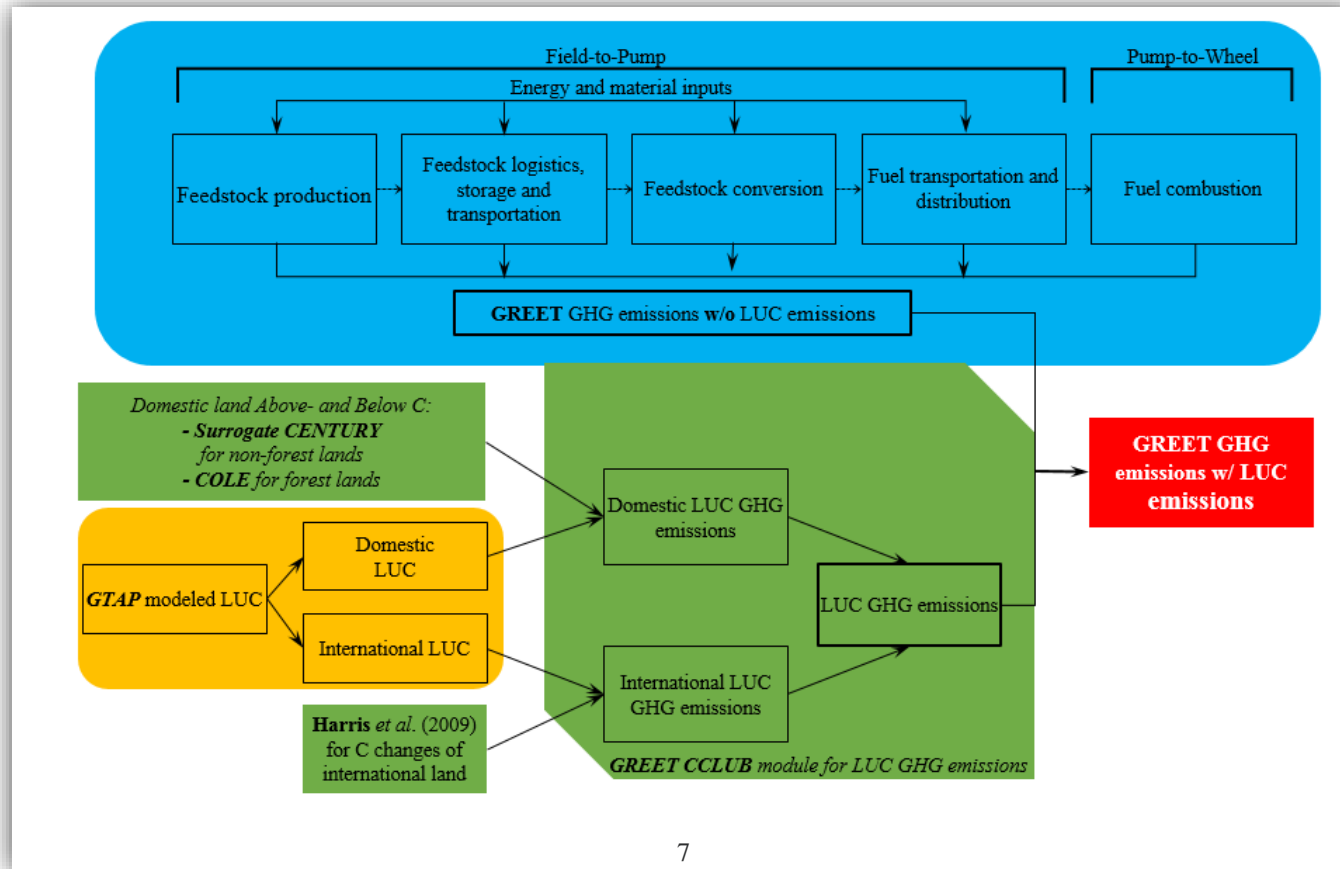 Field-to-Pump
Pump-to-Wheel
Energy and material inputs
Feedstock production
Feedstock logistics,
storage and
transportation
Feedstock conversion
Fuel transportation and
distribution
Fuel combustion
GREET GHG emissions w/o LUC emissions
Domestic land Above- and Below C:
- Surrogate CENTURY
for non-forest lands
- COLE for forest lands
GREET GHG
emissions w/ LUC
emissions
Domestic LUC GHG
emissions
Domestic
LUC
GTAP modeled LUC
International LUC
LUC GHG emissions
International LUC
GHG emissions
Harris et al. (2009)
for C changes of
international land
GREET CCLUB module for LUC GHG emissions
7